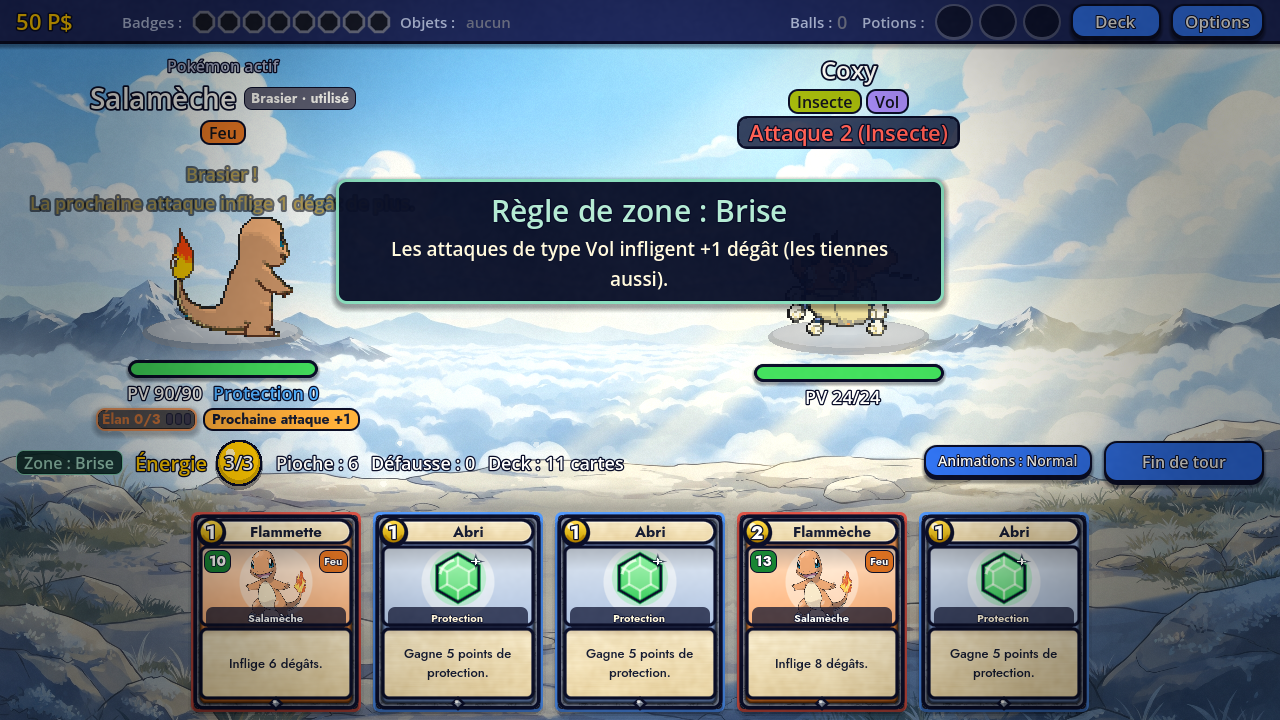 50 P$
Badges :
Objets : aucun
Balls : 0
Potions :
Deck
Options
Pokémon actif
Salamèche
Brasier · utilisé
Feu
Brasier !
La prochaine attaque inflige 1 dégâ
Coxy
Insecte
Vol
Attaque 2 (Insecte)
Règle de zone : Brise
Les attaques de type Vol infligent +1 dégât (les tiennes
aussi).
PV 90/90 Protection 0
Élan 0/3
Prochaine attaque +1
PV 24/24
Zone : Brise
Énergie 3/3
Pioche : 6 Défausse : 0 Deck : 11 cartes
Animations : Normal
Fin de tour
1 Flammette
10
Feu
Salamèche
Inflige 6 dégâts.
1 Abri
Protection
Gagne 5 points de
protection.
1 Abri
Protection
Gagne 5 points de
protection.
2 Flammèche
13
Feu
Salamèche
Inflige 8 dégâts.
1 Abri
Protection
Gagne 5 points de
protection.